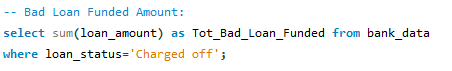 -- Bad Loan Funded Amount:
select sum(loan_amount) as Tot_Bad_Loan_Funded from bank_data
where loan_status='Charged off';